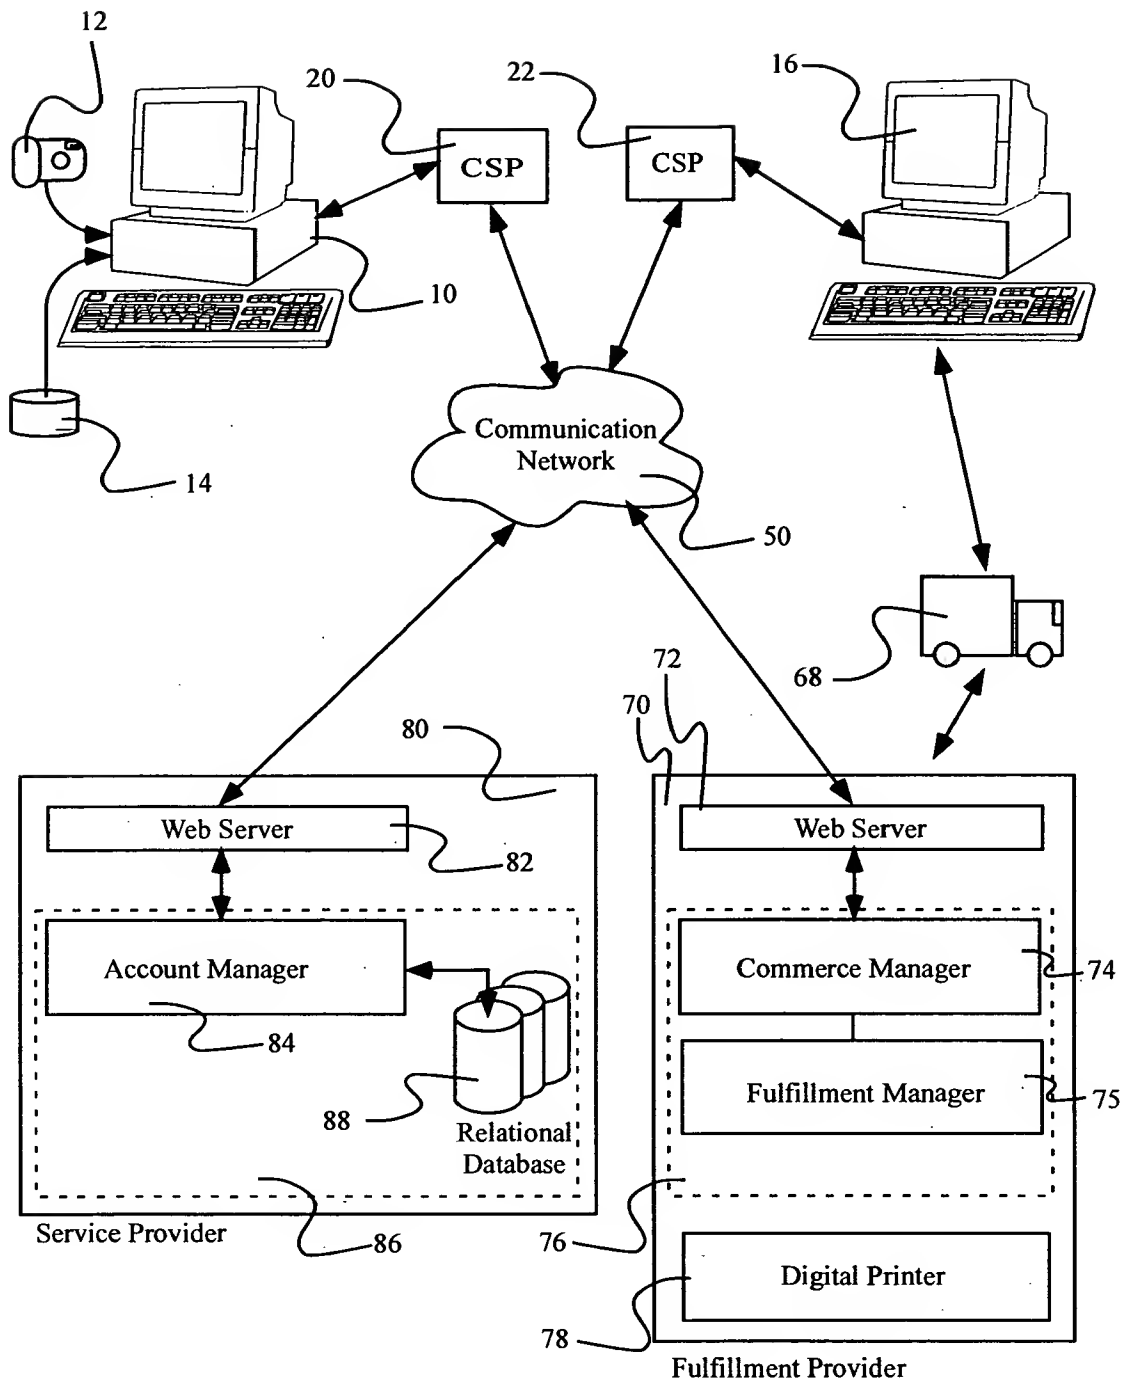 12
20
22
16
CSP
CSP
10
Communication
Network
14
50
68
72
70
80
Web Server
82
Web Server
Account Manager
84
Commerce Manager
74
88
Relational
Database
Fulfillment Manager
75
Service Provider
86
76
Digital Printer
78
Fulfillment Provider